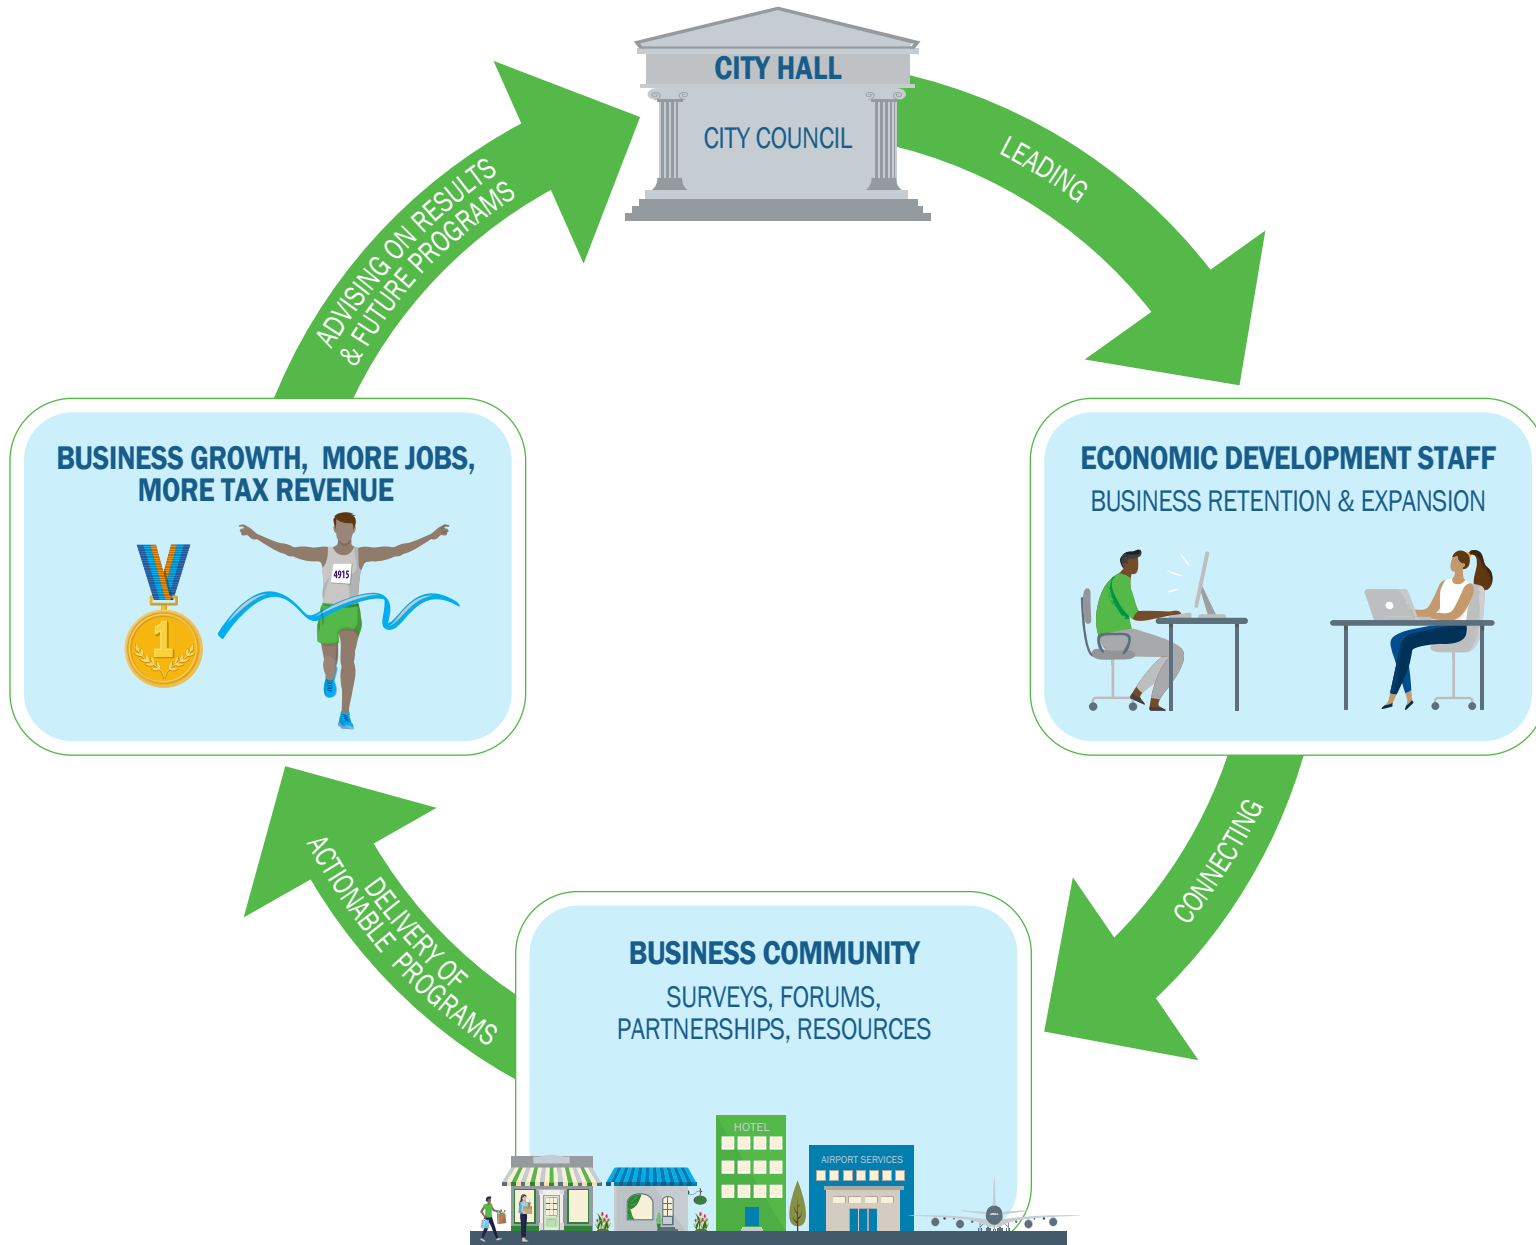 CITY HALL
CITY COUNCIL
LEADING
ADVISING ON RESULTS
& FUTURE PROGRAMS
BUSINESS GROWTH, MORE JOBS,
MORE TAX REVENUE
4915
1
ECONOMIC DEVELOPMENT STAFF
BUSINESS RETENTION & EXPANSION
CONNECTING
DELIVERY OF
ACTIONABLE PROGRAMS
BUSINESS COMMUNITY
SURVEYS, FORUMS,
PARTNERSHIPS, RESOURCES
HOTEL
AIRPORT SERVICES